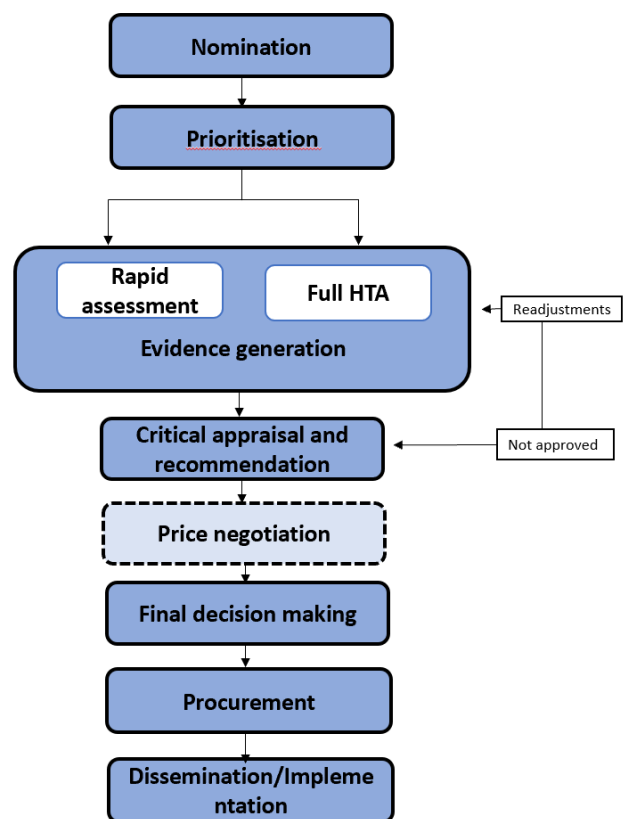 Nomination
Prioritisation
Rapid
assessment
Full HTA
Evidence generation
Readjustments
Critical appraisal and
recommendation
Not approved
Price negotiation
Final decision making
Procurement
Dissemination/Impleme
ntation